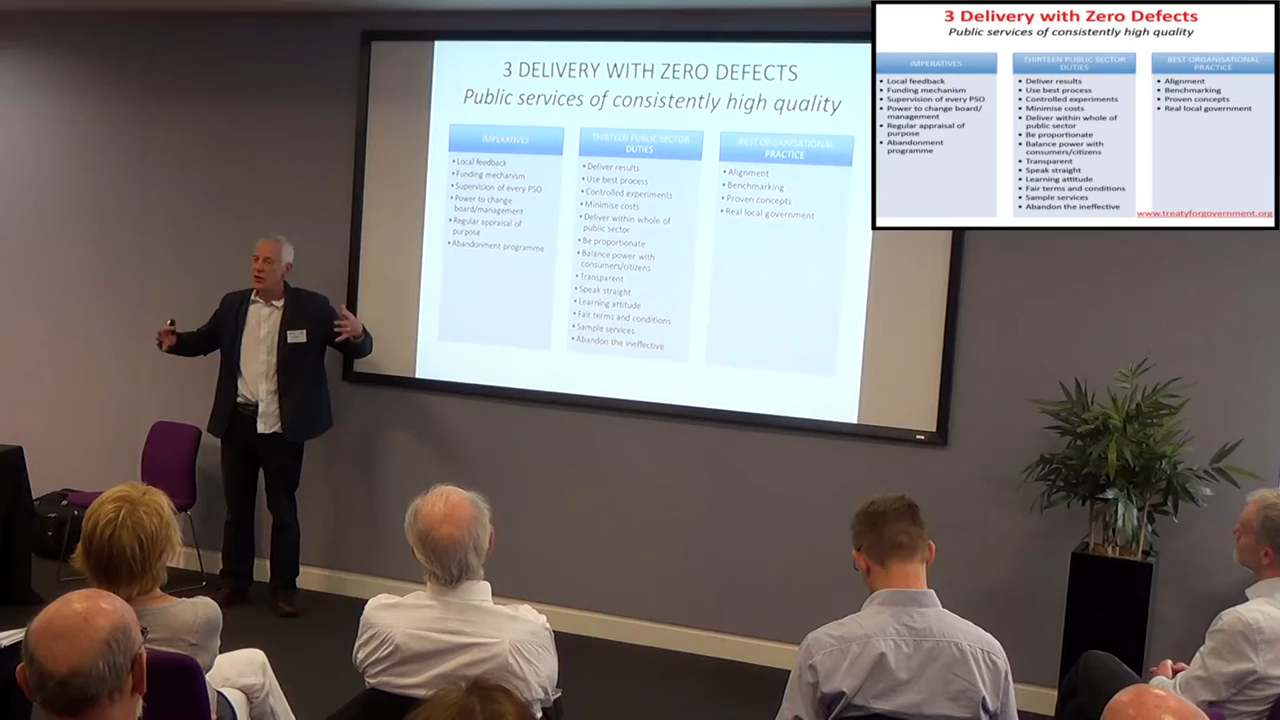 3 DELIVERY WITH ZERO DEFECTS
Public services of consistently high quality
IMPERATIVES
• Local feedback
• Funding mechanism
• Supervision of every PSO
• Power to change
board/management
• Regular appraisal of
purpose
• Abandonment programme
THIRTEEN PUBLIC SECTOR
DUTIES
• Deliver results
• Use best process
• Controlled experiments
• Minimise costs
• Deliver within whole of
public sector
• Be proportionate
• Balance power with
consumers/citizens
• Transparent
• Speak straight
• Learning attitude
• Fair terms and conditions
• Sample services
• Abandon the ineffective
BEST ORGANISATIONAL
PRACTICE
• Alignment
• Benchmarking
• Proven concepts
• Real local government
3 Delivery with Zero Defects
Public services of consistently high quality
IMPERATIVES
• Local feedback
• Funding mechanism
• Supervision of every PSO
• Power to change board/
management
• Regular appraisal of
purpose
• Abandonment
programme
THIRTEEN PUBLIC SECTOR
DUTIES
• Deliver results
• Use best process
• Controlled experiments
• Minimise costs
• Deliver within whole of
public sector
• Be proportionate
• Balance power with
consumers/citizens
• Transparent
• Speak straight
• Learning attitude
• Fair terms and conditions
• Sample services
• Abandon the ineffective
BEST ORGANISATIONAL
PRACTICE
• Alignment
• Benchmarking
• Proven concepts
• Real local government
www.treatyforgovernment.org